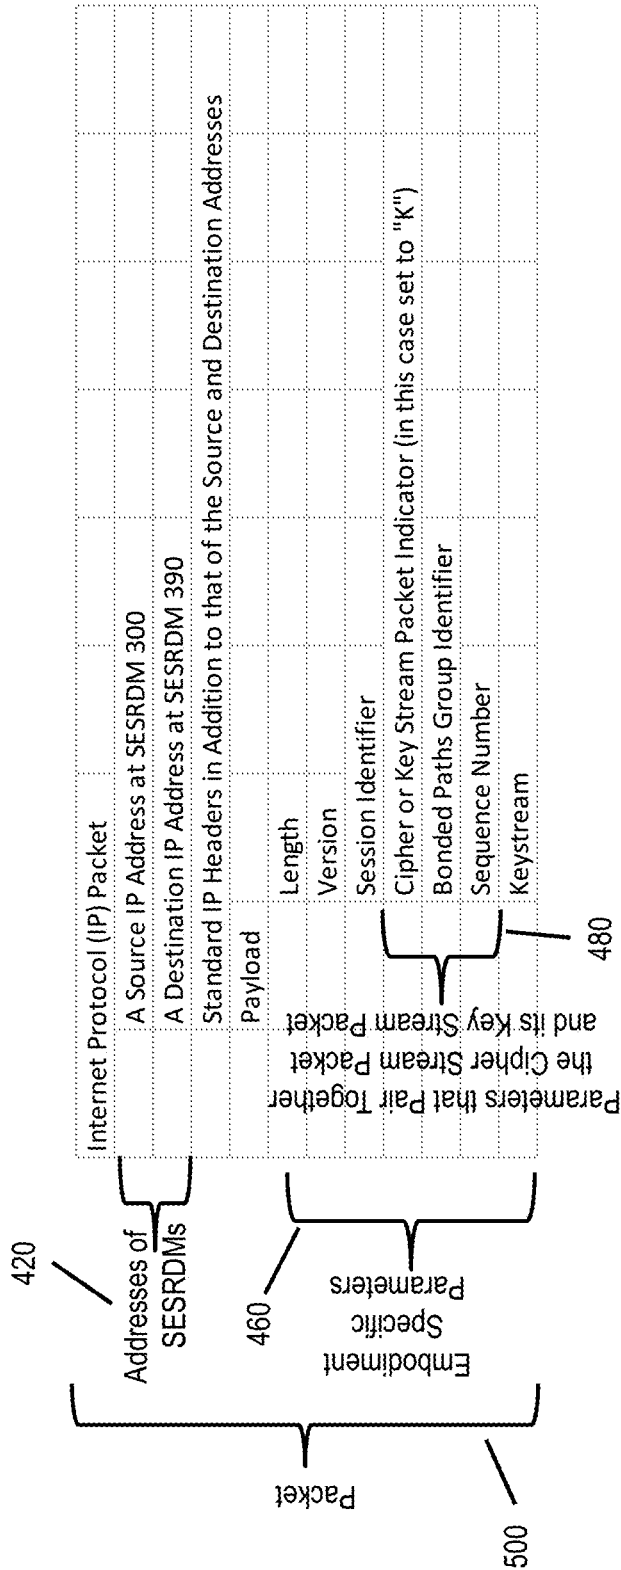 Internet Protocol (IP) Packet
A Source IP Address at SESRDM 300
A Destination IP Address at SESRDM 390
Standard IP Headers in Addition to that of the Source and Destination Addresses
Payload
Length
Version
Session Identifier
Cipher or Key Stream Packet Indicator (in this case set to "K")
Bonded Paths Group Identifier
Sequence Number
Keystream
420
Addresses of
SESRDMs
460
Embodiment
Specific
Parameters
Parameters that Pair Together
the Cipher Stream Packet
and its Key Stream Packet
480
Packet
500